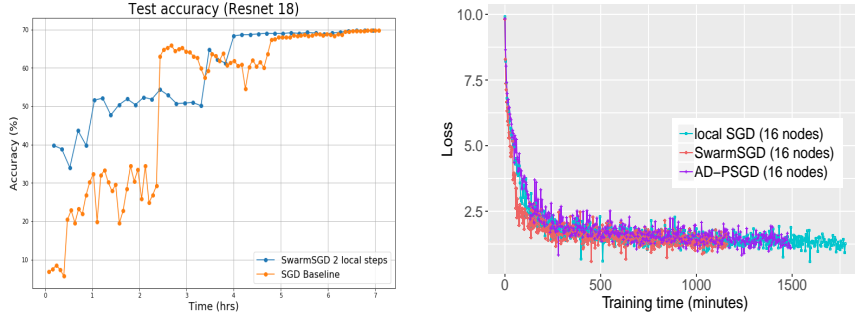 Test accuracy (Resnet 18)
70
60
50
40
30
20
10
Accuracy (%)
0
1
2
3
4
5
6
7
Time (hrs)
SwarmSGD 2 local steps
SGD Baseline
10.0
7.5
5.0
2.5
Loss
0
500
1000
1500
Training time (minutes)
local SGD (16 nodes)
SwarmSGD (16 nodes)
AD−PSGD (16 nodes)